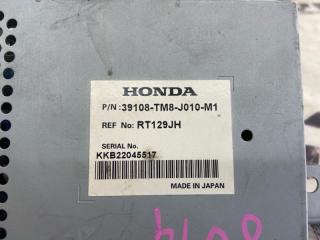 HONDA
P/N :39108-TM8-J010-M1
REF No: RT129JH
SERIAL No.
KKB22045517
MADE IN JAPAN